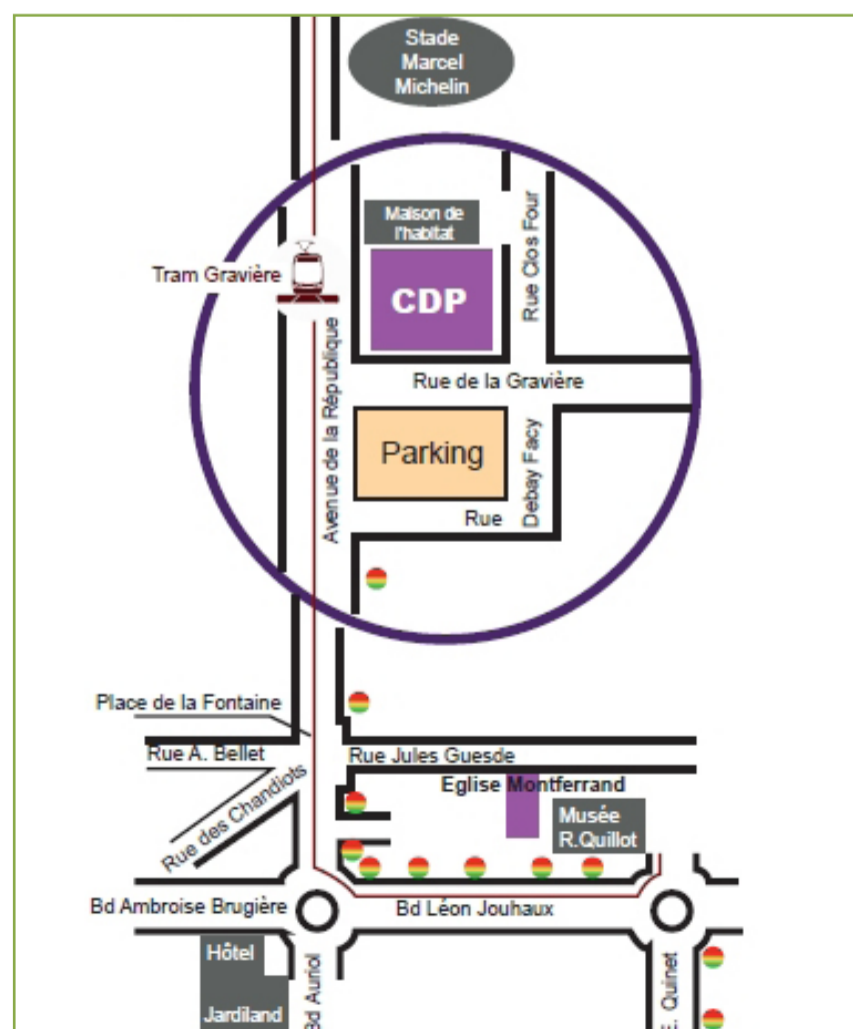 Stade
Marcel
Michelin
Maison de
l'habitat
Rue Clos Four
Tram Gravière
CDP
Avenue de la République
Rue de la Gravière
Parking
Debay Facy
Rue
Place de la Fontaine
Rue A. Bellet
Rue Jules Guesde
Rue des Chandiots
Eglise Montferrand
Musée
R.Quillot
Bd Ambroise Brugière
Bd Léon Jouhaux
Hôtel
Jardiland
Bd Auriol
E. Quinet